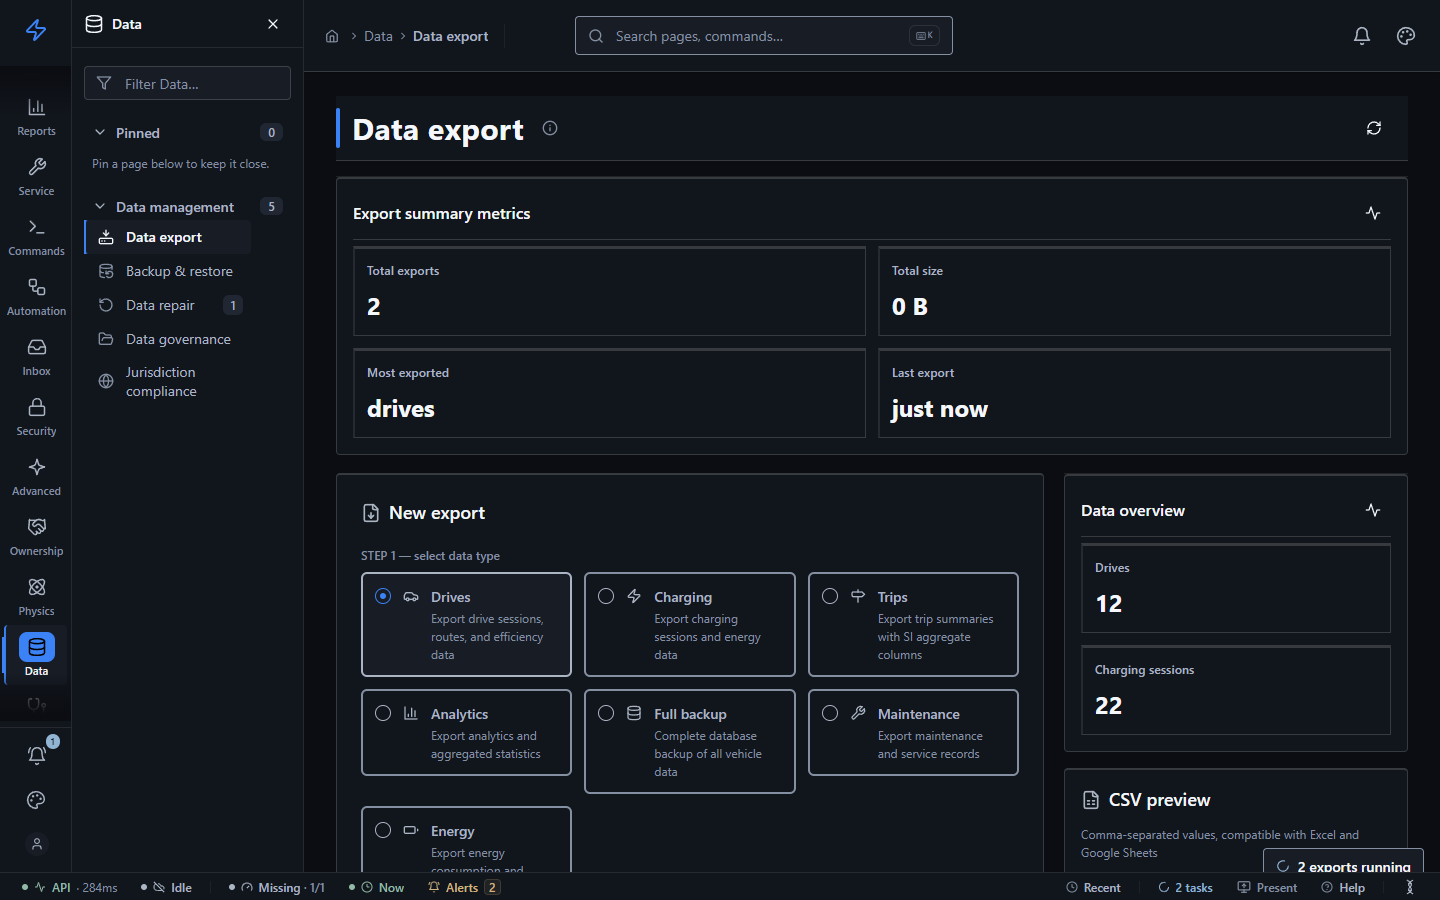 Data
Data
Data export
Search pages, commands...
K
Filter Data...
Reports
Pinned
0
Pin a page below to keep it close.
Service
Data management
5
Commands
Data export
Backup & restore
Automation
Data repair
1
Data governance
Inbox
Jurisdiction
compliance
Security
Advanced
Ownership
Physics
Data
1
Data export
Export summary metrics
Total exports
2
Total size
0 B
Most exported
drives
Last export
just now
New export
STEP 1 — select data type
Drives
Export drive sessions,
routes, and efficiency
data
Charging
Export charging
sessions and energy
data
Trips
Export trip summaries
with SI aggregate
columns
Analytics
Export analytics and
aggregated statistics
Full backup
Complete database
backup of all vehicle
data
Maintenance
Export maintenance
and service records
Energy
Export energy
consumption and
Data overview
Drives
12
Charging sessions
22
CSV preview
Comma-separated values, compatible with Excel and
Google Sheets
2 exports running
API · 284ms
Idle
Missing · 1/1
Now
Alerts 2
Recent
2 tasks
Present
Help